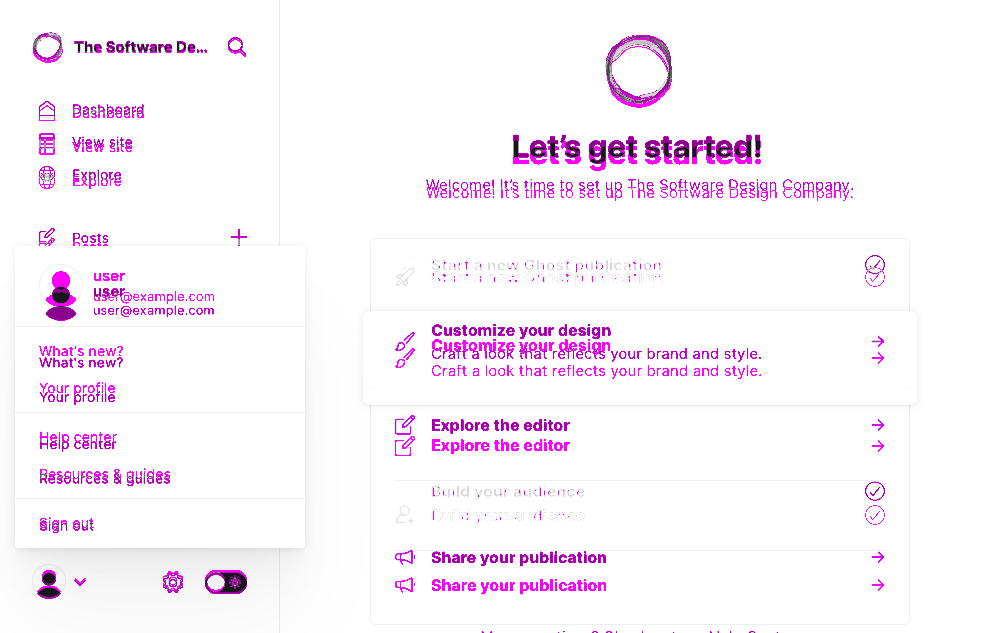 The Software De...
Dashboard
View site
Explore
Posts
user
user@example.com
What's new?
Your profile
Help center
Resources & guides
Sign out
Let's get started!
Welcome! It's time to set up The Software Design Company.
Start a new Ghost publication
Customize your design
Craft a look that reflects your brand and style.
Explore the editor
Build your audience
Share your publication